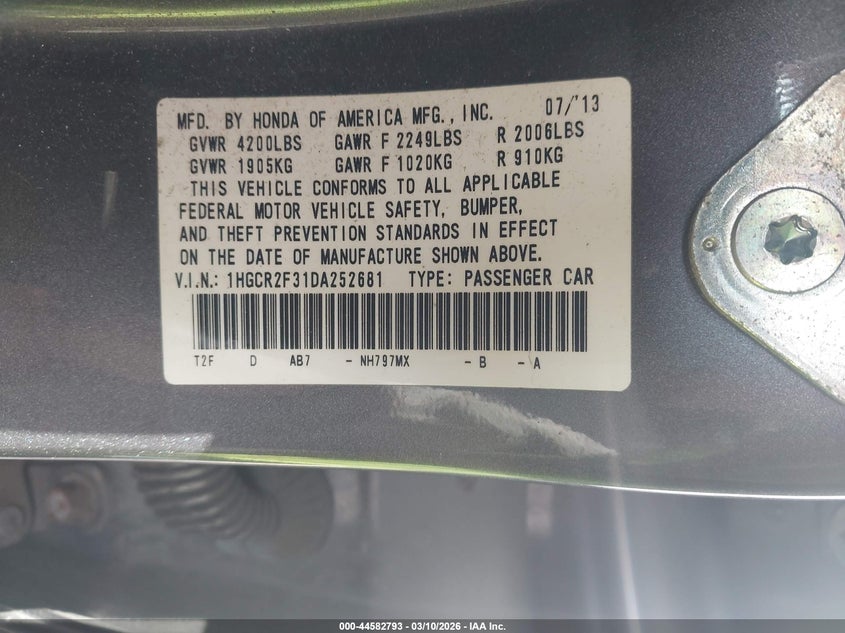 MFD. BY HONDA OF AMERICA MFG., INC. 07/'13
GVWR 4200LBS GAWR F 2249LBS R 2006LBS
GVWR 1905KG GAWR F 1020KG R 910KG
THIS VEHICLE CONFORMS TO ALL APPLICABLE
FEDERAL MOTOR VEHICLE SAFETY, BUMPER,
AND THEFT PREVENTION STANDARDS IN EFFECT
ON THE DATE OF MANUFACTURE SHOWN ABOVE.
V.I.N.: 1HGCR2F31DA252681 TYPE: PASSENGER CAR
T2F D AB7 - NH797MX - B - A
000-44582793 - 03/10/2026 - IAA Inc.